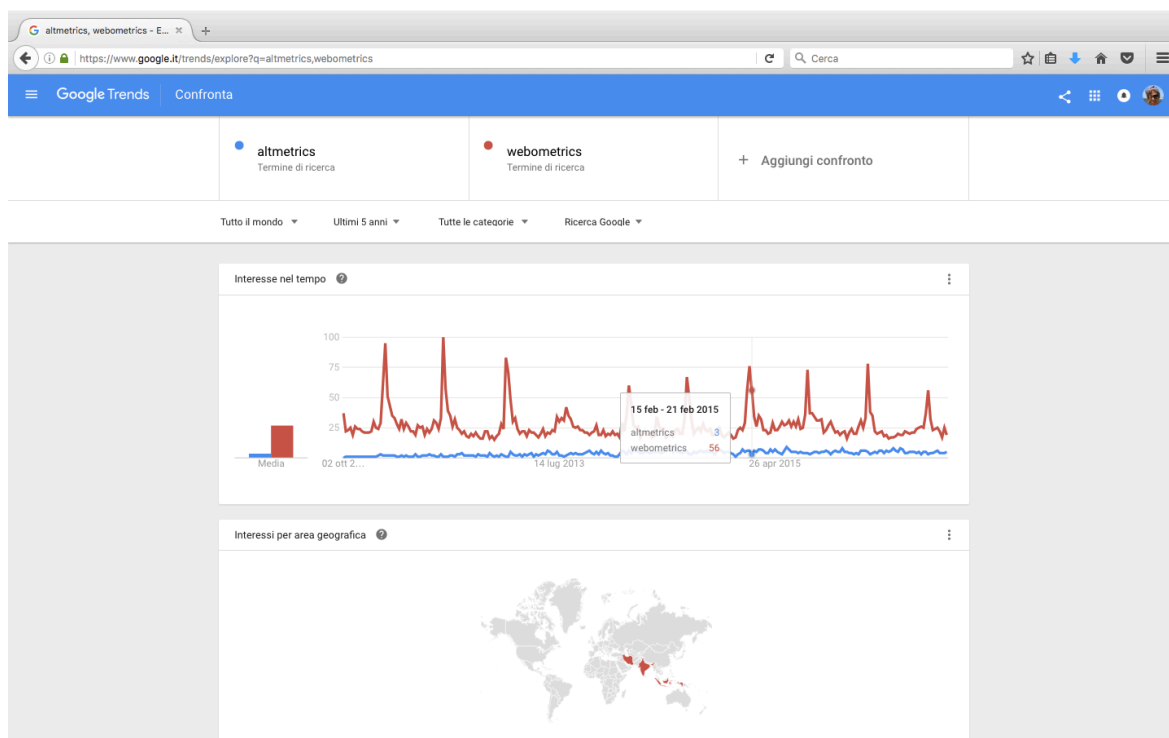 altmetrics, webometrics - E...
https://www.google.it/trends/explore?q=altmetrics,webometrics
Cerca
Google Trends Confronta
altmetrics
Termine di ricerca
webometrics
Termine di ricerca
+ Aggiungi confronto
Tutto il mondo
Ultimi 5 anni
Tutte le categorie
Ricerca Google
Interesse nel tempo
100
75
50
25
15 feb - 21 feb 2015
altmetrics 3
webometrics 56
Media
02 ott 2...
14 lug 2013
26 apr 2015
Interessi per area geografica